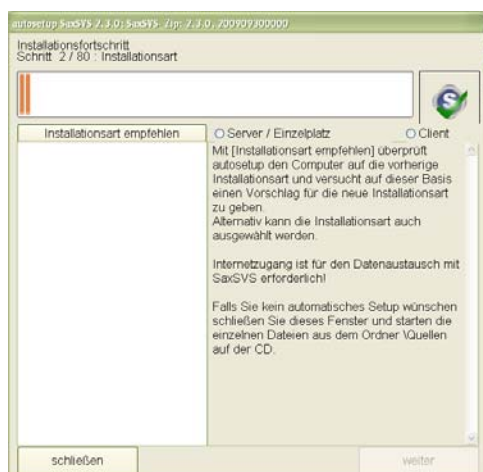 autosetup SaxSVS 2.3.0; SaxSVS_Zip: 2.3.0, 200909300000
Installationsfortschritt
Schritt 2 / 80 : Installationsart
Installationsart empfehlen
Server / Einzelplatz
Client
Mit [Installationsart empfehlen] überprüft
autosetup den Computer auf die vorherige
Installationsart und versucht auf dieser Basis
einen Vorschlag für die neue Installationsart
zu geben.
Alternativ kann die Installationsart auch
ausgewählt werden.
Internetzugang ist für den Datenaustausch mit
SaxSVS erforderlich!
Falls Sie kein automatisches Setup wünschen
schließen Sie dieses Fenster und starten die
einzelnen Dateien aus dem Ordner \Quellen
auf der CD.
schließen
weiter